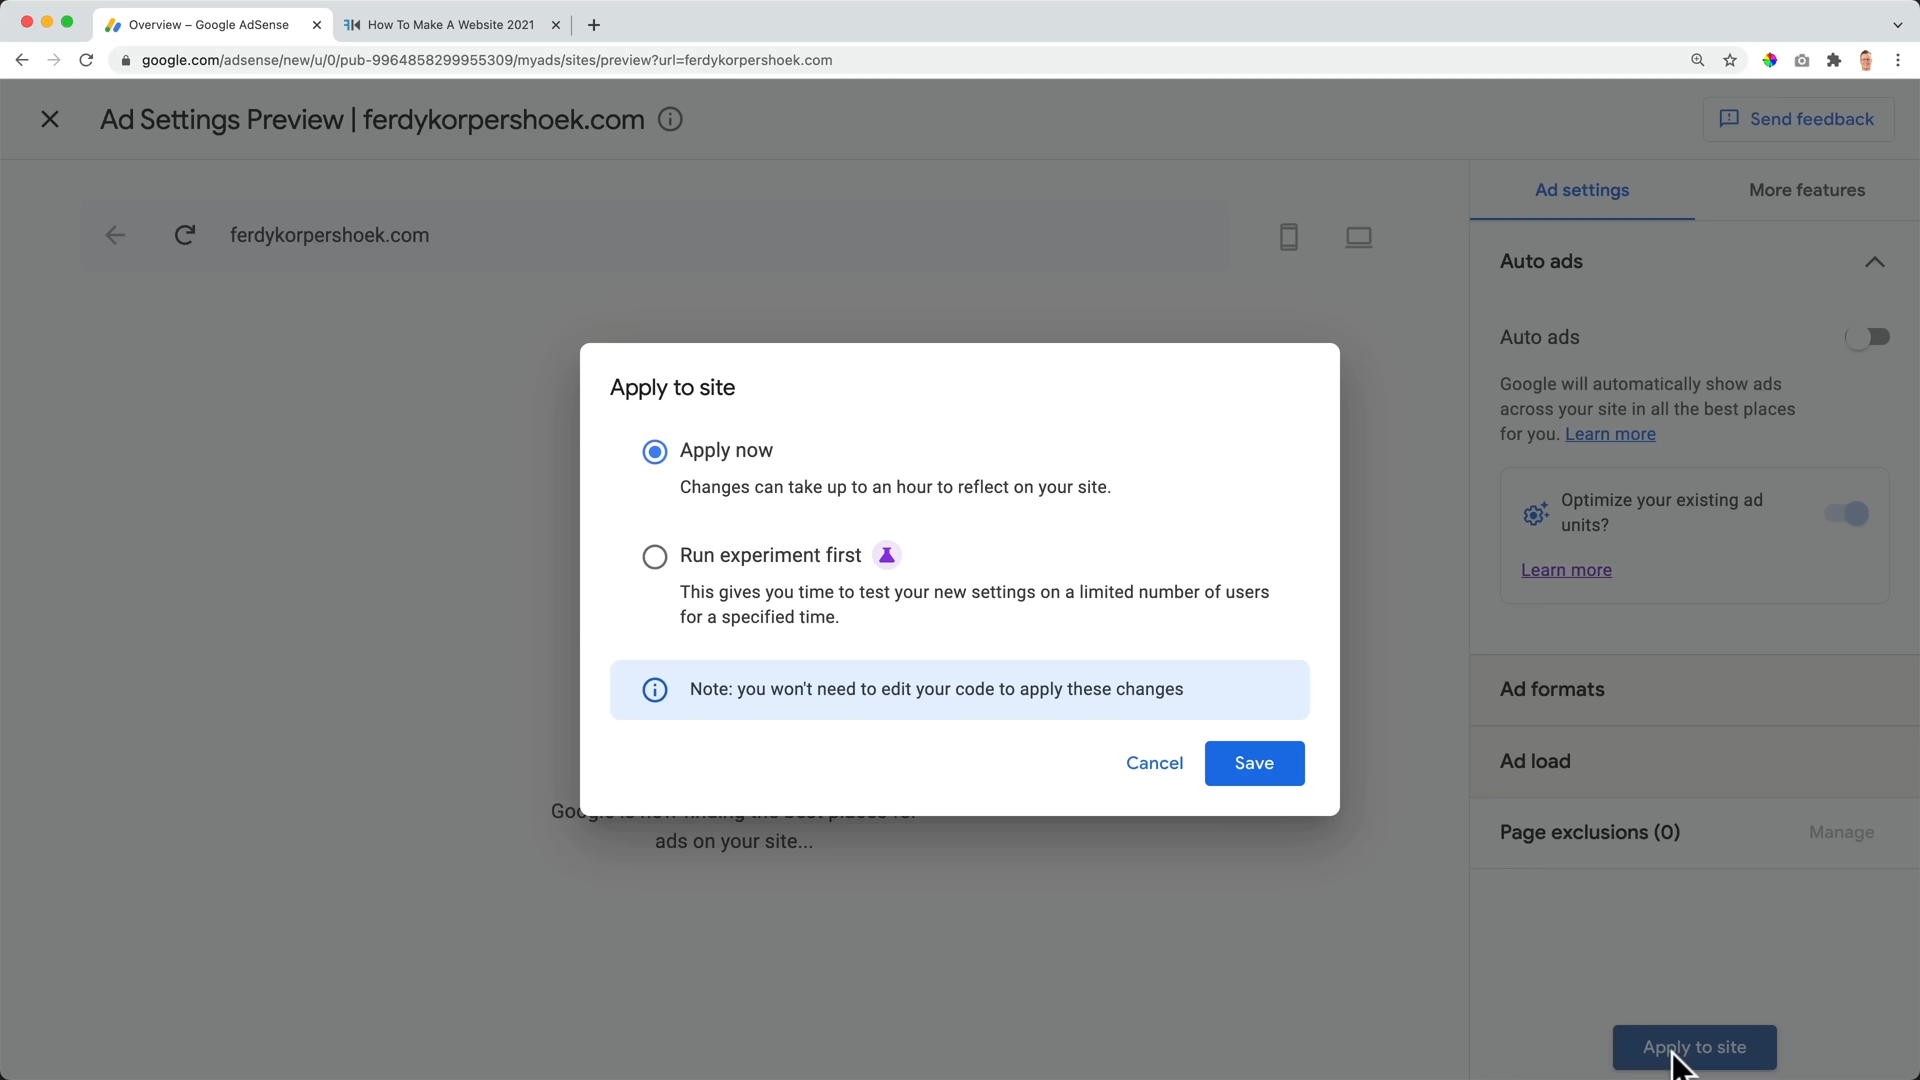 Overview – Google AdSense
How To Make A Website 2021
google.com/adsense/new/u/0/pub-9964858299955309/myads/sites/preview?url=ferdykorpershoek.com
Ad Settings Preview | ferdykorpershoek.com
Send feedback
ferdykorpershoek.com
Ad settings
More features
Auto ads
Auto ads
Google will automatically show ads
across your site in all the best places
for you. Learn more
Optimize your existing ad
units?
Learn more
Ad formats
Ad load
Page exclusions (0)
Manage
Apply to site
Apply to site
Apply now
Changes can take up to an hour to reflect on your site.
Run experiment first
This gives you time to test your new settings on a limited number of users
for a specified time.
Note: you won't need to edit your code to apply these changes
Cancel
Save
ads on your site...